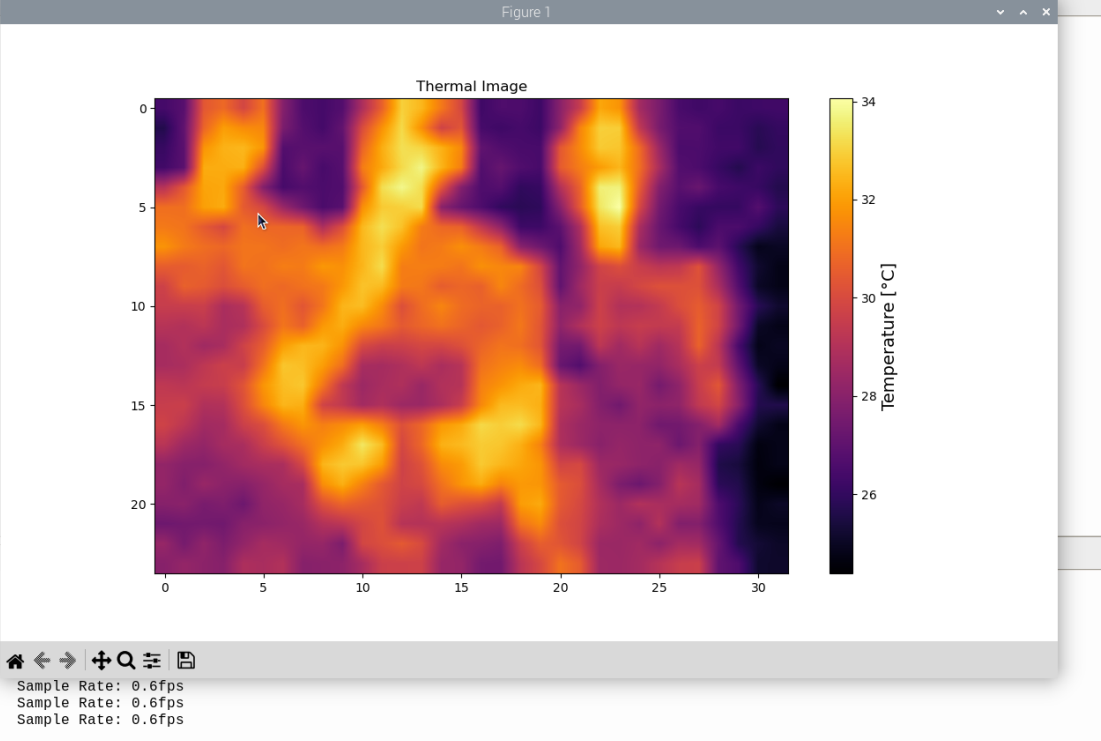 Figure 1
Thermal Image
0
5
10
15
20
0 5 10 15 20 25 30
34
32
30
28
26
Temperature [°C]
Sample Rate: 0.6fps
Sample Rate: 0.6fps
Sample Rate: 0.6fps